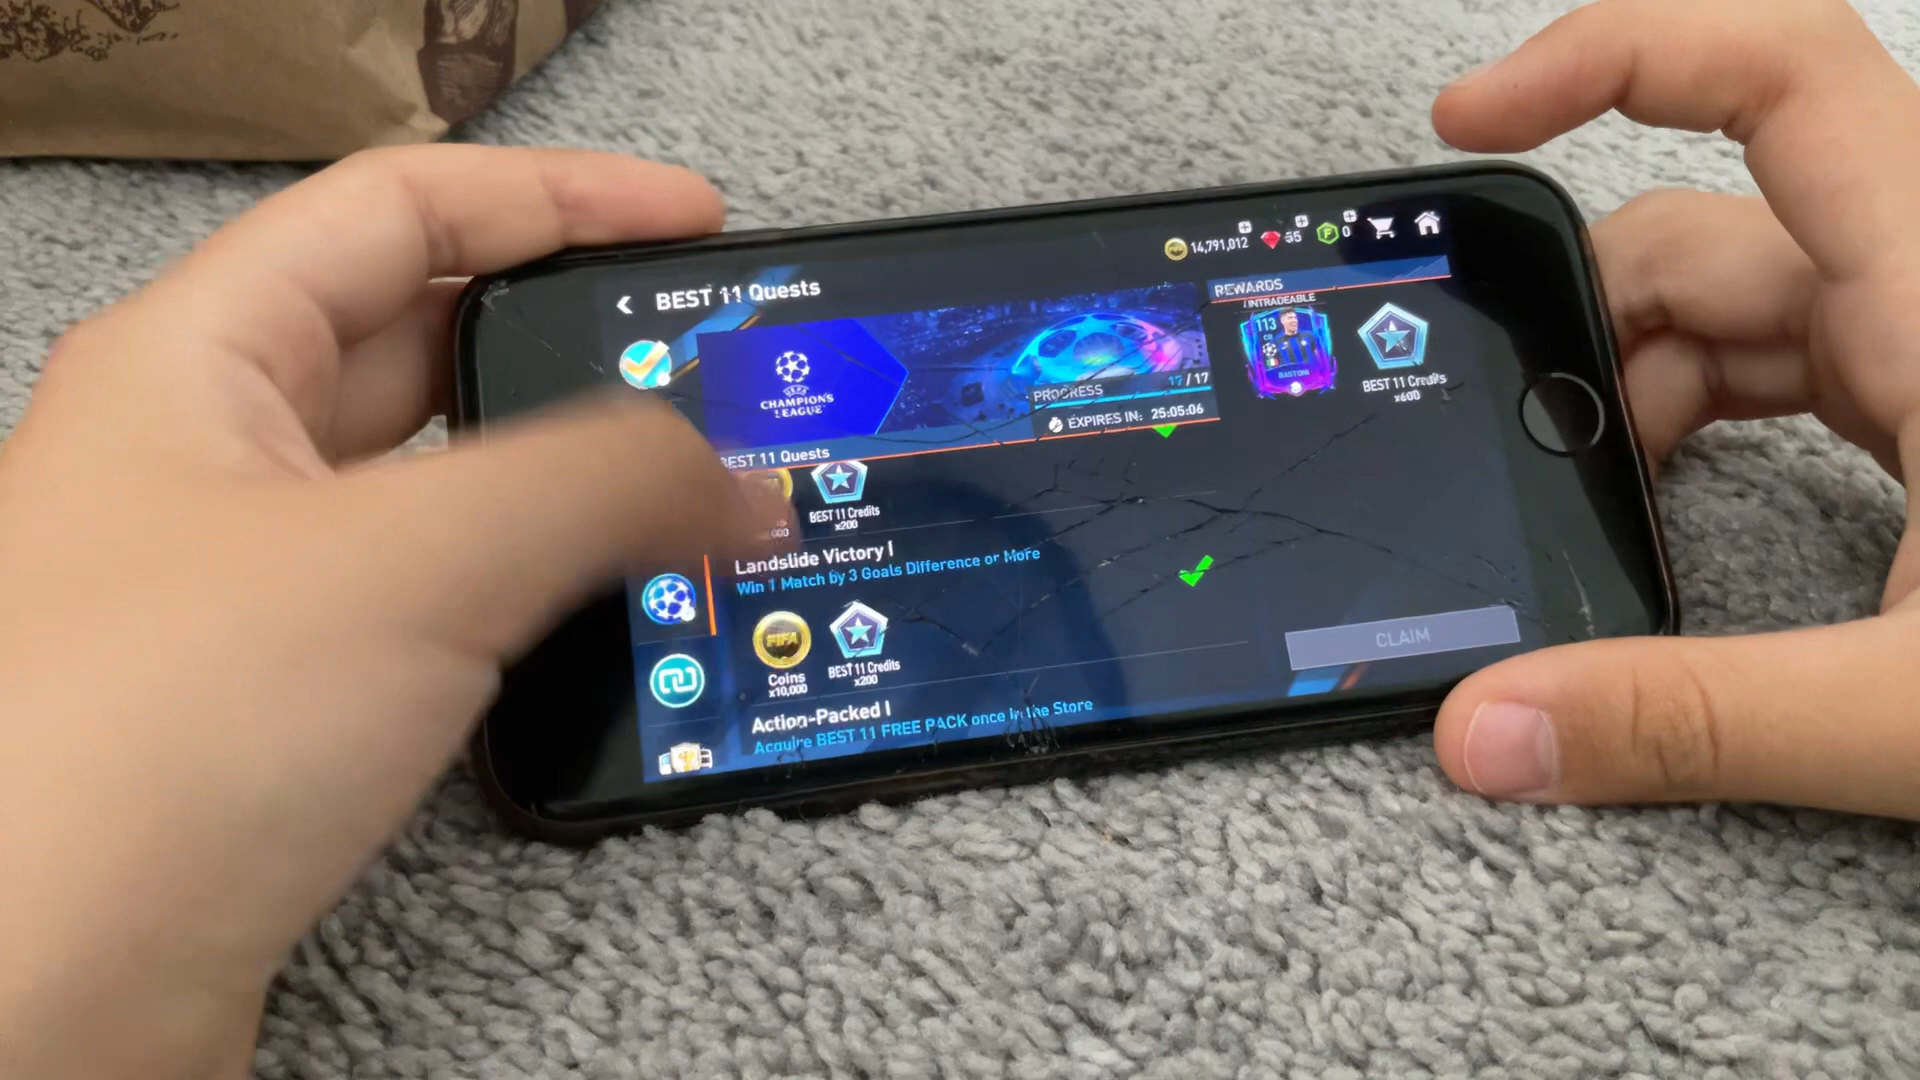 14,791,012
0
BEST 11 Quests
REWARDS
UNTRADEABLE
113
CB
BASTONI
BEST 11 Credits
x600
UEFA
CHAMPIONS
LEAGUE
PROGRESS
17/17
EXPIRES IN: 25:05:06
BEST 11 Quests
BEST 11 Credits
x200
Landslide Victory I
Win 1 Match by 3 Goals Difference or More
FIFA
Coins
x10,000
BEST 11 Credits
x200
CLAIM
Action-Packed I
Acquire BEST 11 FREE PACK once in the Store